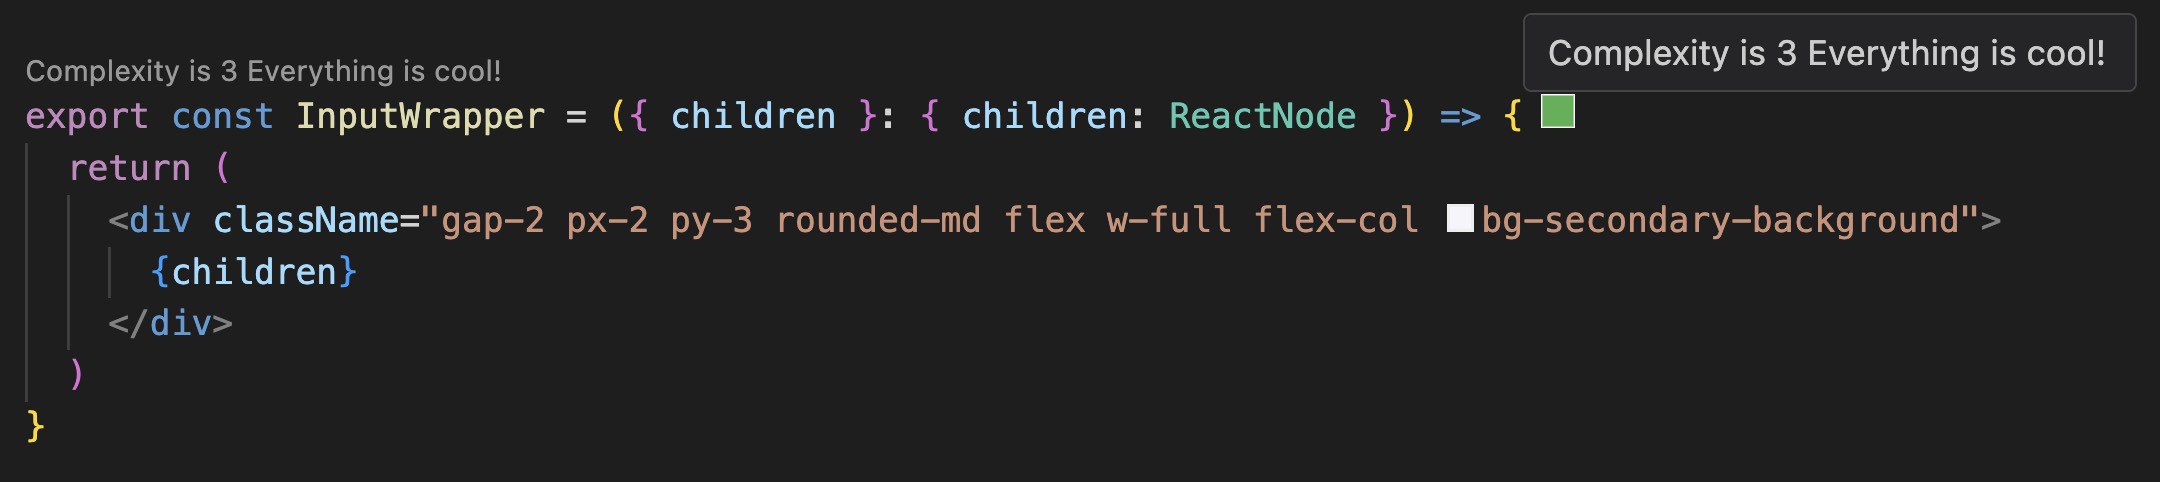 Complexity is 3 Everything is cool!
Complexity is 3 Everything is cool!
export const InputWrapper = ({ children }: { children: ReactNode }) => {
return (
<div className="gap-2 px-2 py-3 rounded-md flex w-full flex-col bg-secondary-background">
{children}
</div>
)
}